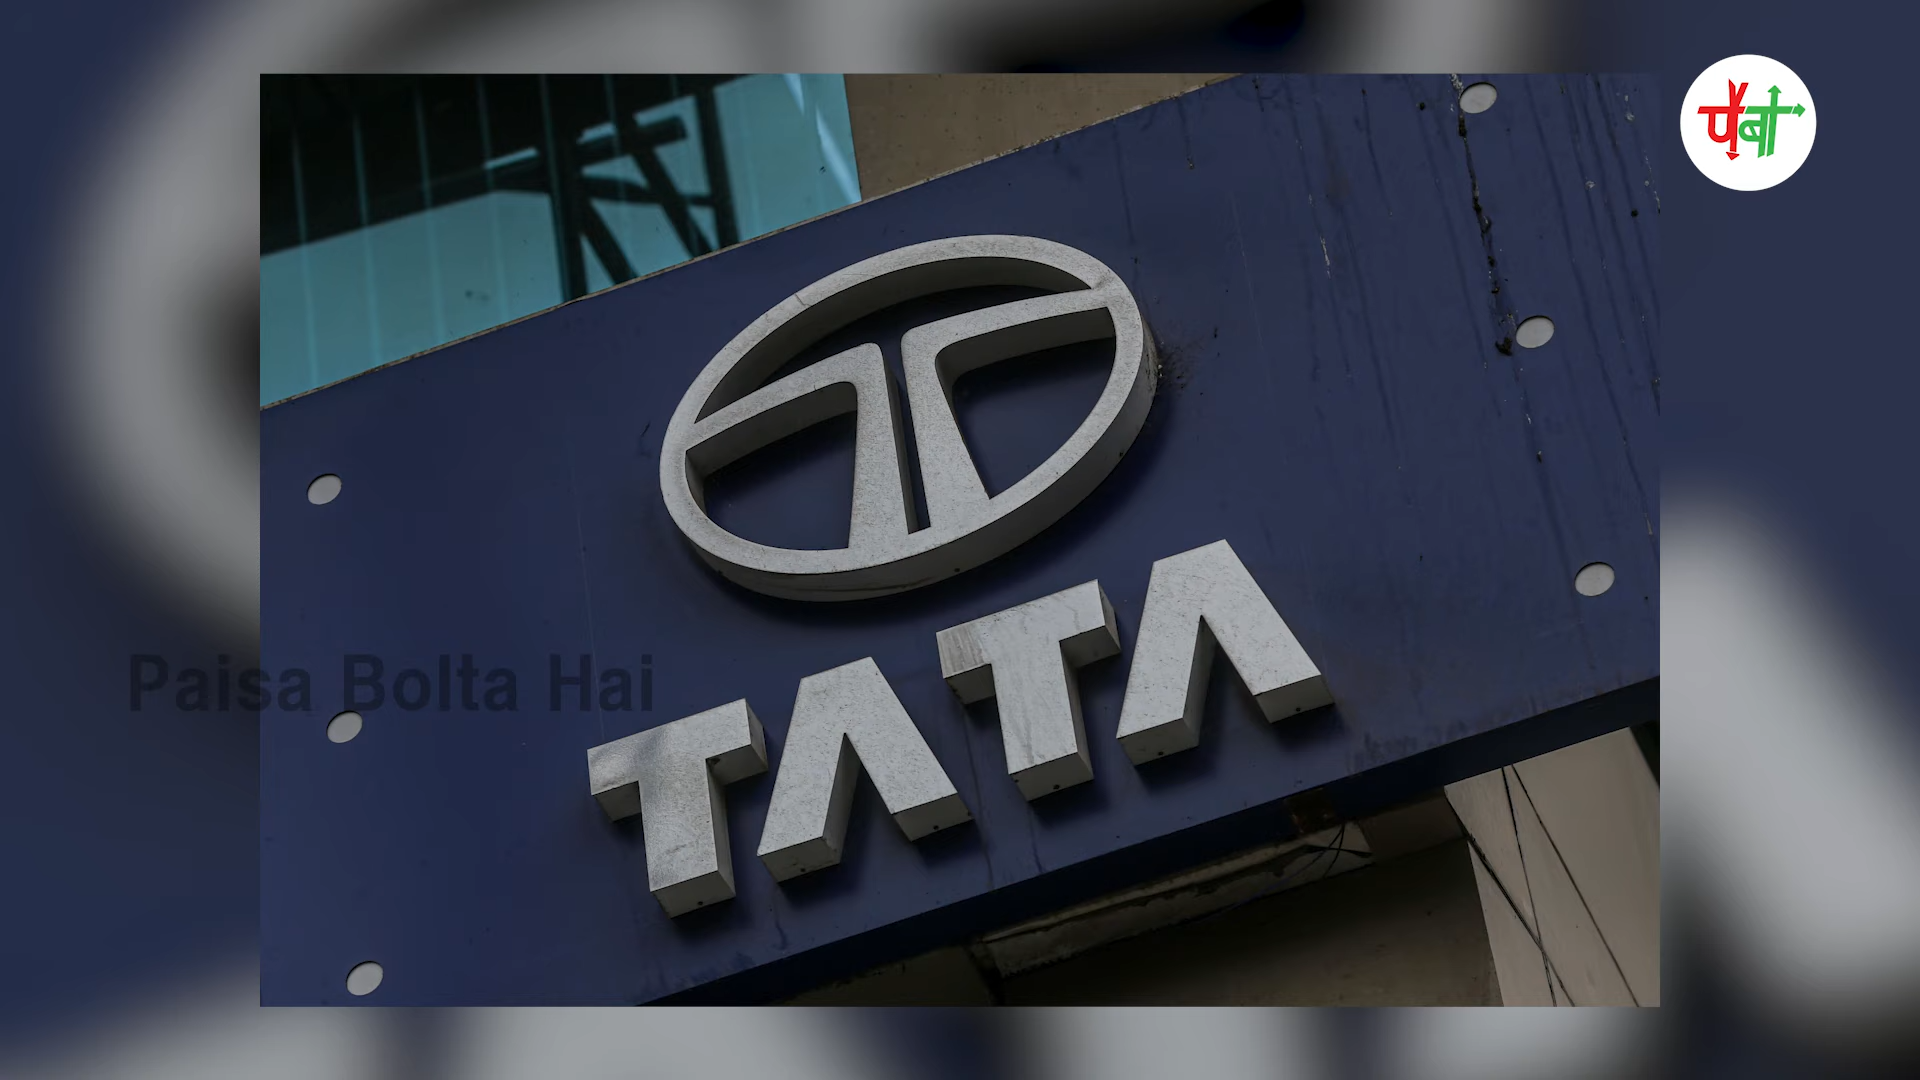 पै बो
Paisa Bolta Hai
TATA